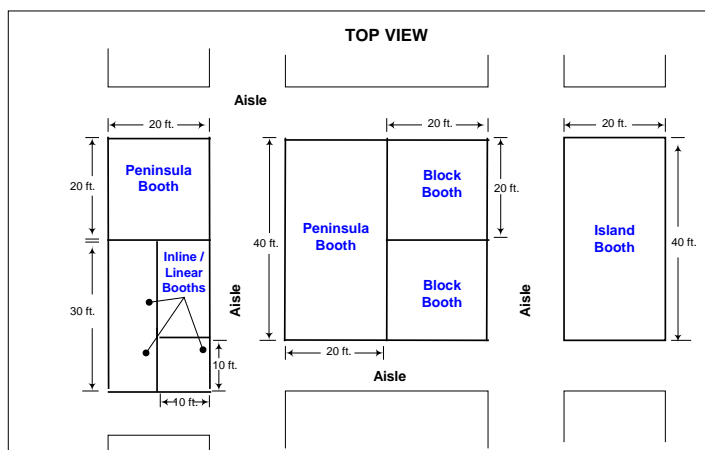 TOP VIEW
Aisle
20 ft.
20 ft.
20 ft.
20 ft.
Peninsula
Booth
Block
Booth
20 ft.
Peninsula
Booth
40 ft.
Island
Booth
40 ft.
Inline /
Linear
Booths
30 ft.
Aisle
Block
Booth
Aisle
20 ft.
10 ft.
Aisle
10 ft.